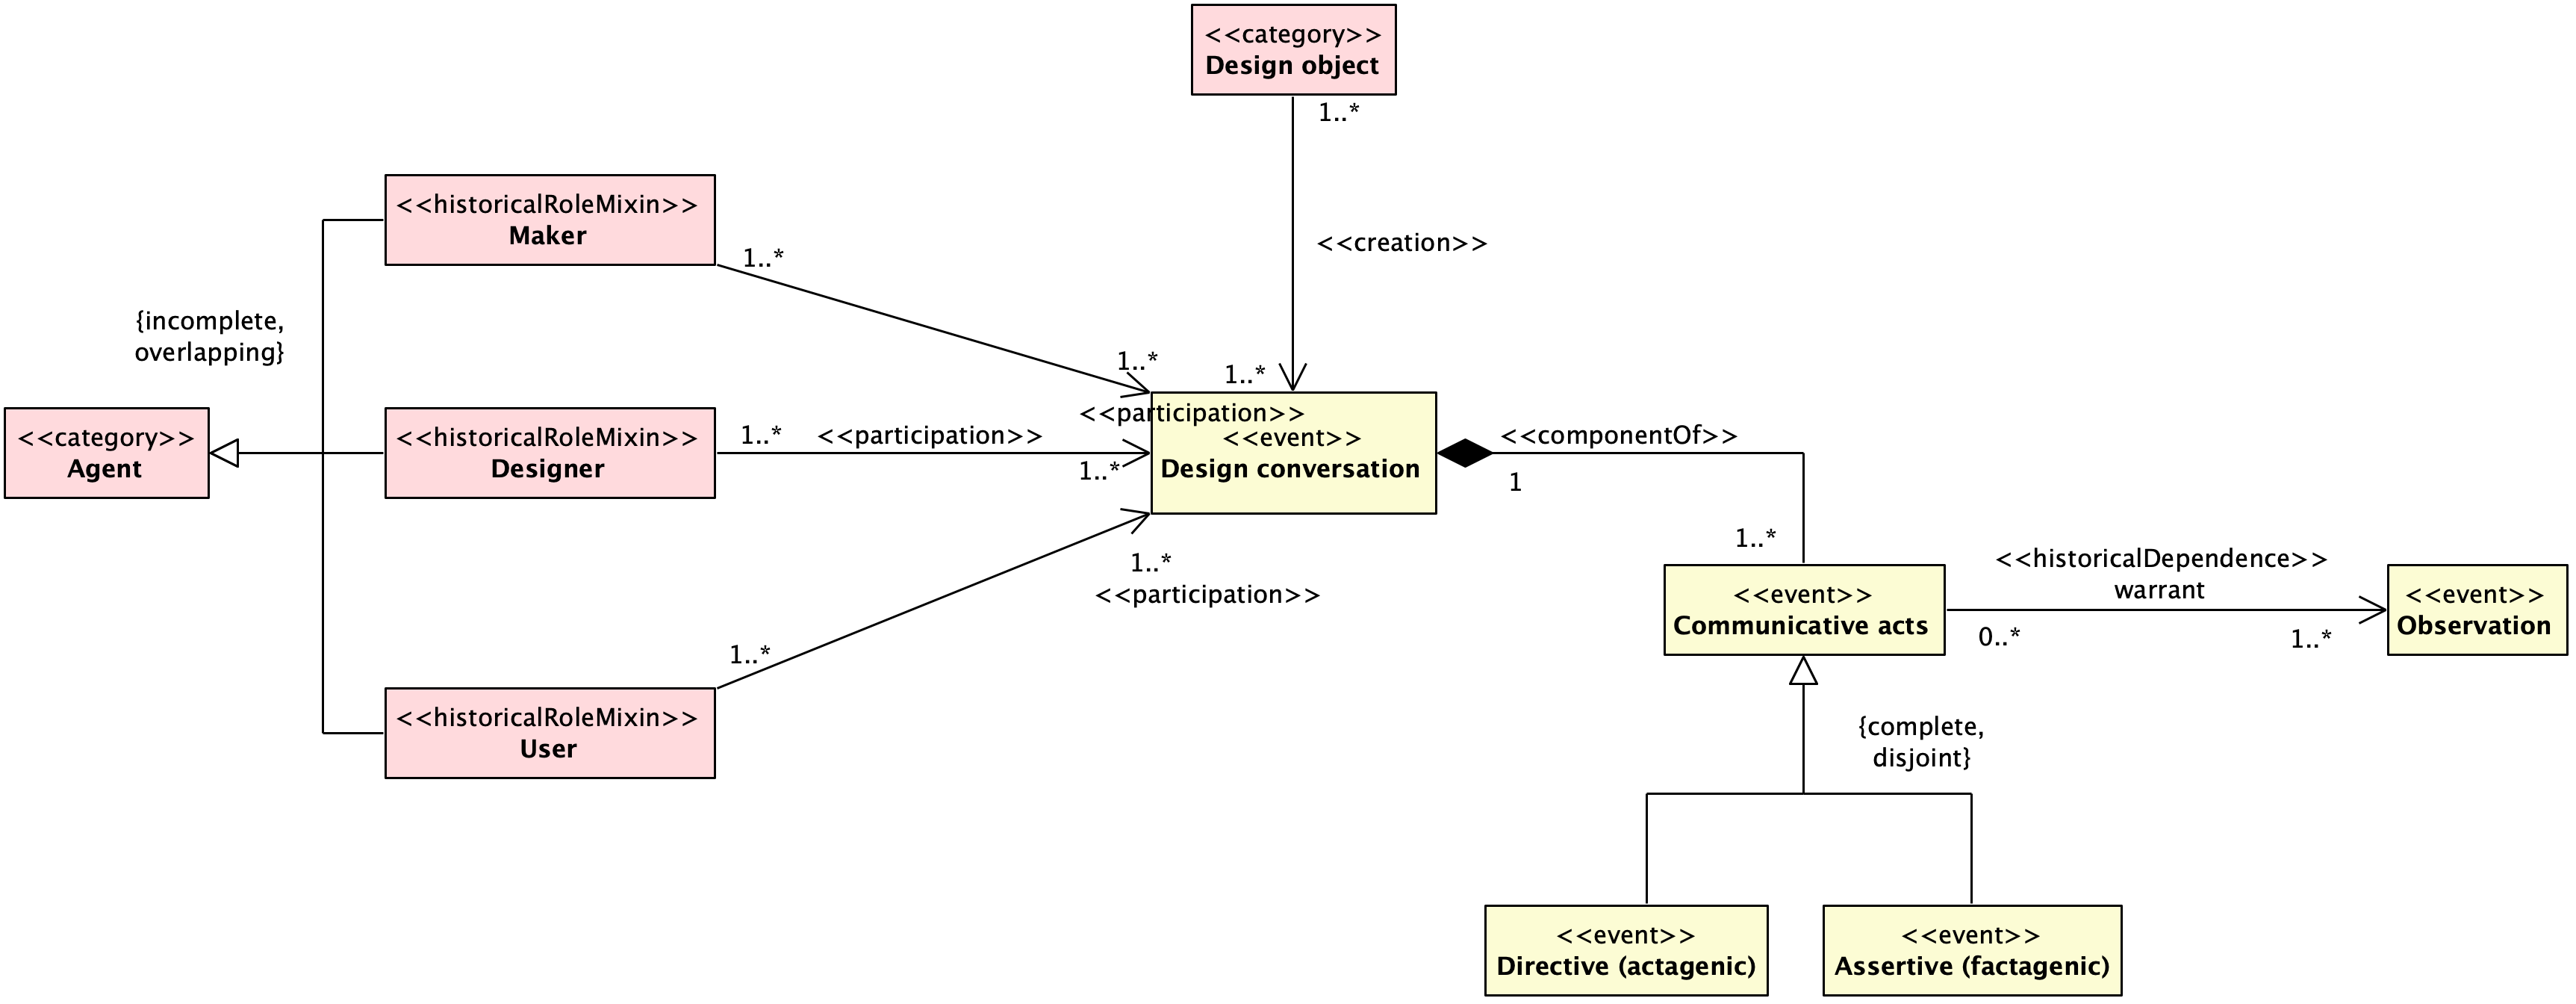 <<category>>
Design object
1..*
<<creation>>
1..*
<<historicalRoleMixin>>
Maker
1..*
1..*
<<participation>>
{incomplete,
overlapping}
<<category>>
Agent
<<historicalRoleMixin>>
Designer
1..*
<<participation>>
1..*
<<event>>
Design conversation
<<componentOf>>
1
1..*
<<historicalRoleMixin>>
User
1..*
1..*
<<participation>>
<<event>>
Communicative acts
<<historicalDependence>>
warrant
0..*
1..*
<<event>>
Observation
{complete,
disjoint}
<<event>>
Directive (actagenic)
<<event>>
Assertive (factagenic)